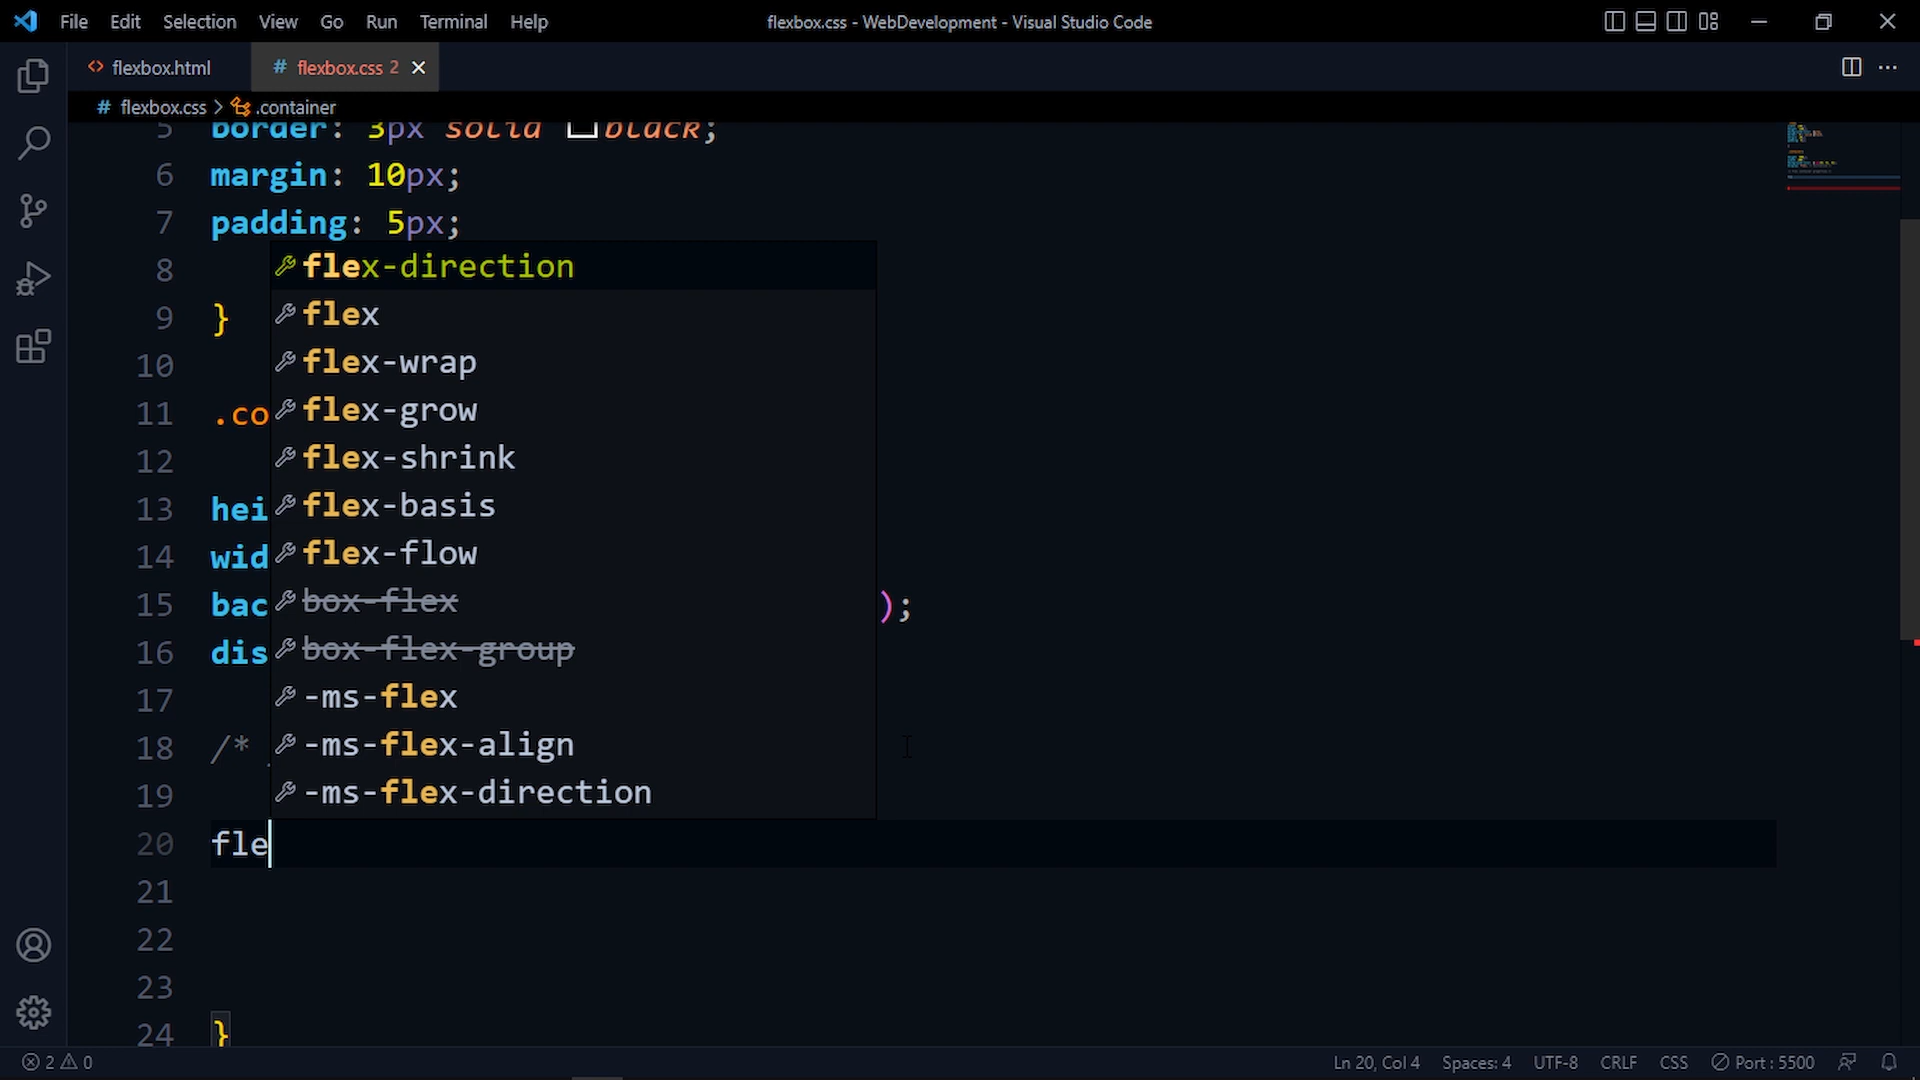 File Edit Selection View Go Run Terminal Help
flexbox.css - WebDevelopment - Visual Studio Code
flexbox.html
# flexbox.css 2
# flexbox.css > .container
5 border: 3px solid black;
6 margin: 10px;
7 padding: 5px;
8
9 }
10
11 .co
12
13 hei
14 wid
15 bac );
16 dis
17
18 /*
19
20 fle
21
22
23
24 }
flex-direction
flex
flex-wrap
flex-grow
flex-shrink
flex-basis
flex-flow
box-flex
box-flex-group
-ms-flex
-ms-flex-align
-ms-flex-direction
2 0
Ln 20, Col 4 Spaces: 4 UTF-8 CRLF CSS Port : 5500